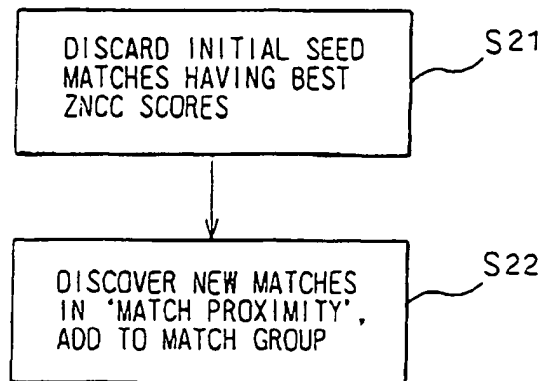 DISCARD INITIAL SEED
MATCHES HAVING BEST
ZNCC SCORES
S21
DISCOVER NEW MATCHES
IN 'MATCH PROXIMITY',
ADD TO MATCH GROUP
S22